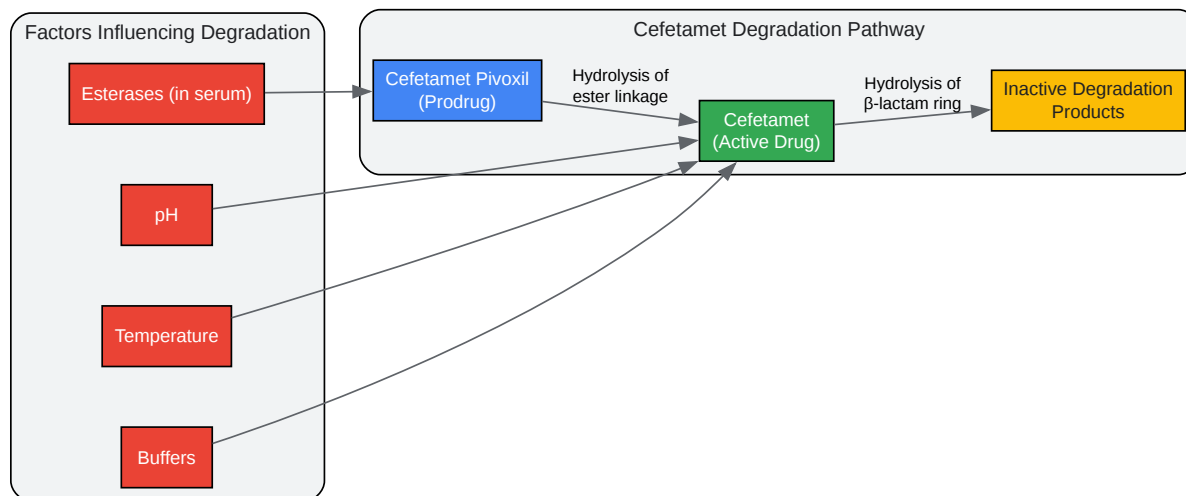 Factors Influencing Degradation
Esterases (in serum)
pH
Temperature
Buffers
Cefetamet Degradation Pathway
Cefetamet Pivoxil
(Prodrug)
Hydrolysis of
ester linkage
Cefetamet
(Active Drug)
Hydrolysis of
β-lactam ring
Inactive Degradation
Products